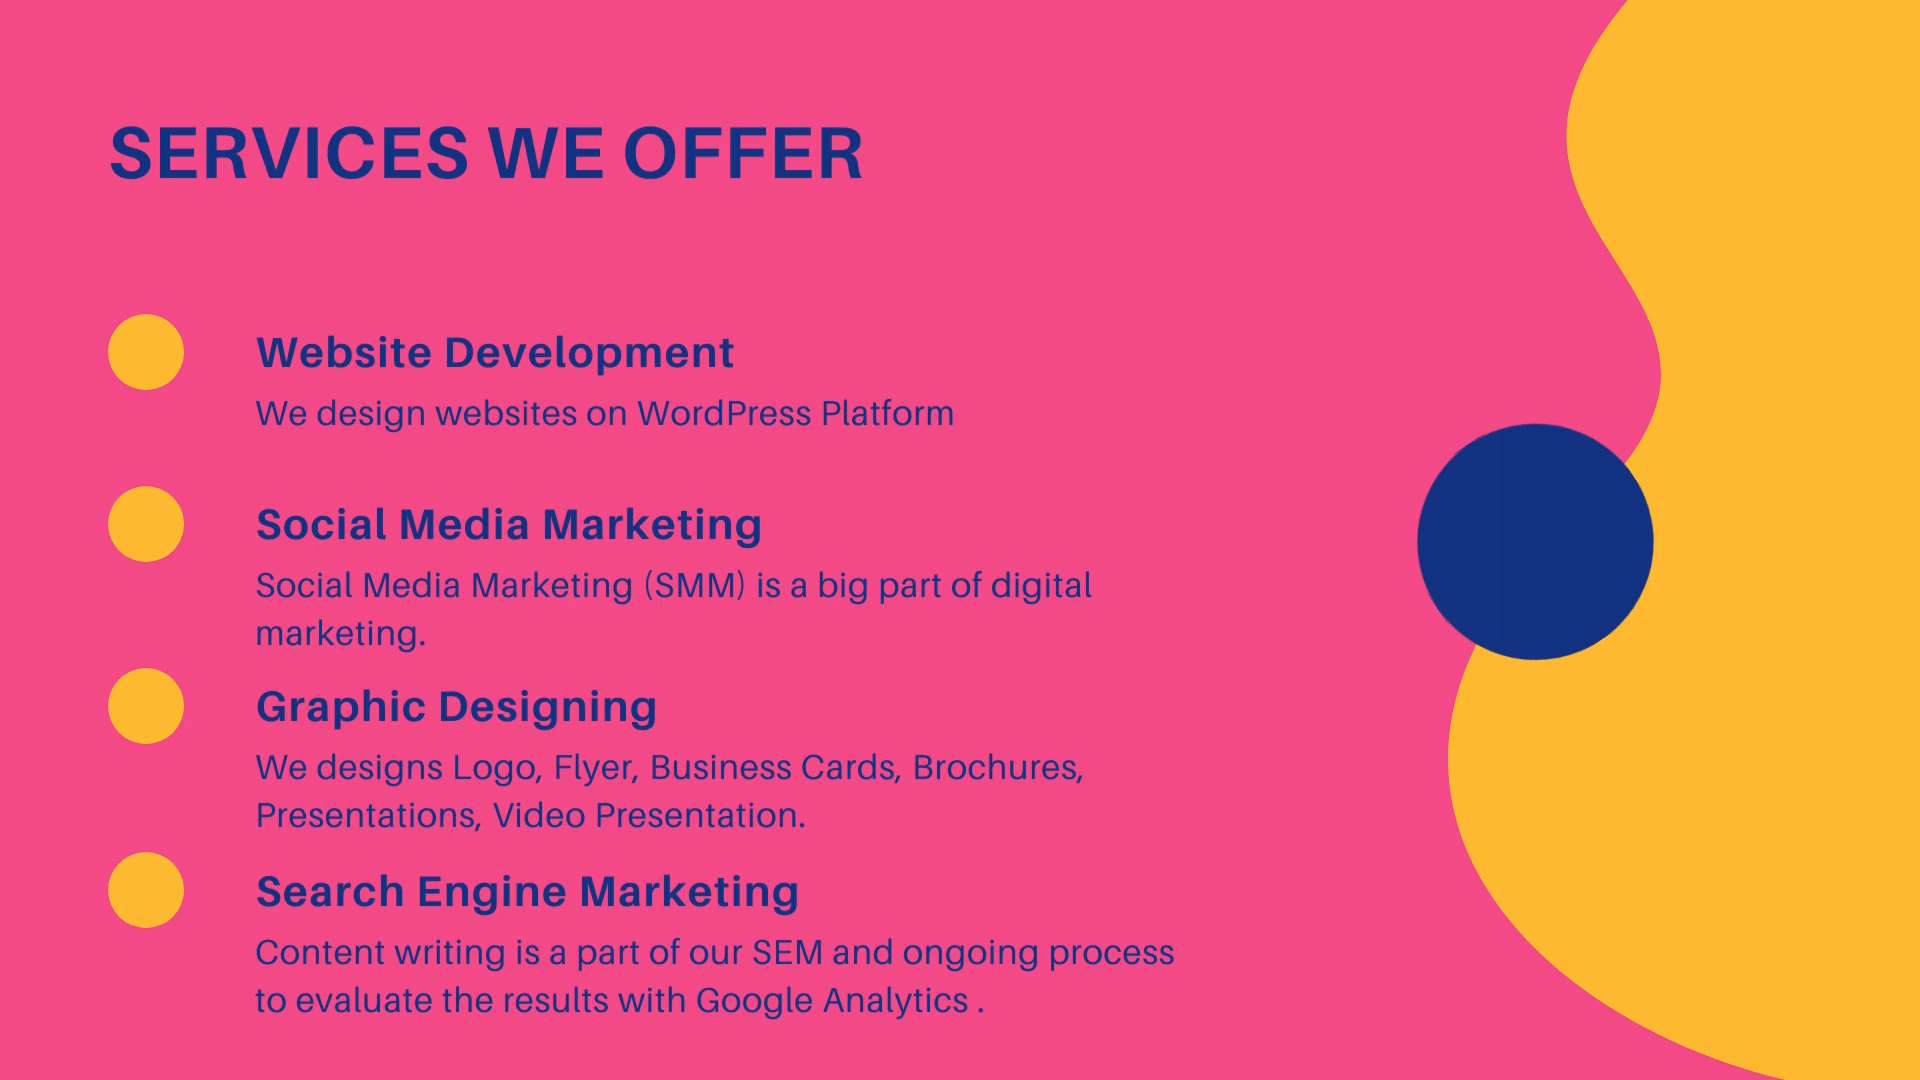 SERVICES WE OFFER
Website Development
We design websites on WordPress Platform
Social Media Marketing
Social Media Marketing (SMM) is a big part of digital
marketing.
Graphic Designing
We designs Logo, Flyer, Business Cards, Brochures,
Presentations, Video Presentation.
Search Engine Marketing
Content writing is a part of our SEM and ongoing process
to evaluate the results with Google Analytics .